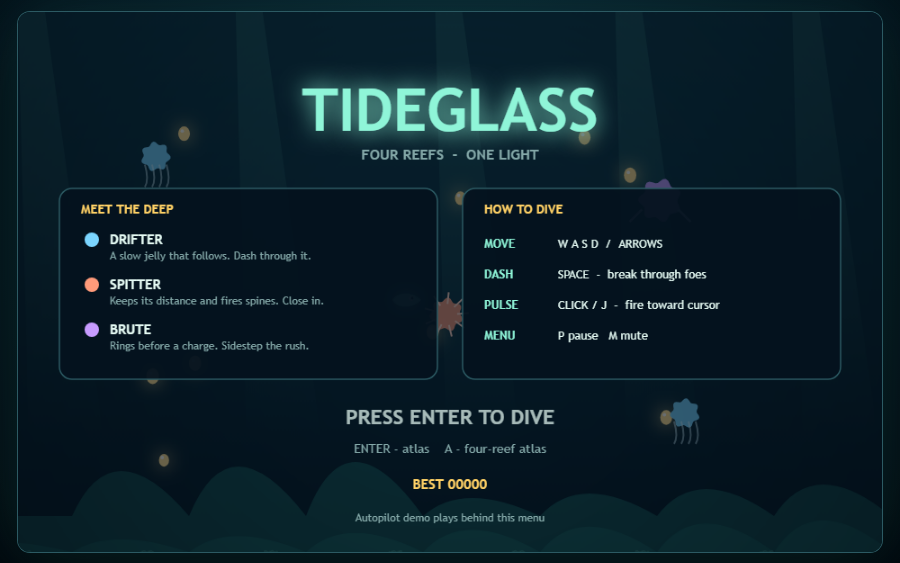 TIDEGLASS
FOUR REEFS - ONE LIGHT
MEET THE DEEP
DRIFTER
A slow jelly that follows. Dash through it.
SPITTER
Keeps its distance and fires spines. Close in.
BRUTE
Rings before a charge. Sidestep the rush.
HOW TO DIVE
MOVE W A S D / ARROWS
DASH SPACE - break through foes
PULSE CLICK / J - fire toward cursor
MENU P pause M mute
PRESS ENTER TO DIVE
ENTER - atlas A - four-reef atlas
BEST 00000
Autopilot demo plays behind this menu